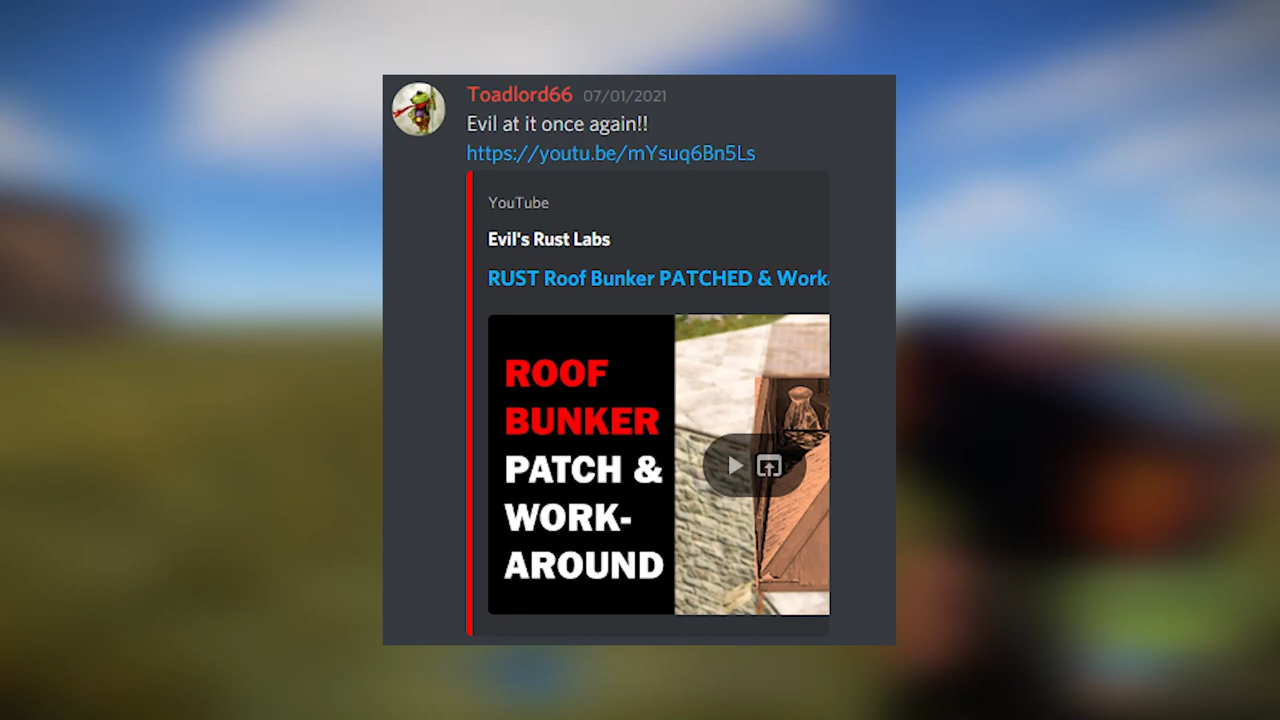 Toadlord66 07/01/2021
Evil at it once again!!
https://youtu.be/mYsuq6Bn5Ls
YouTube
Evil's Rust Labs
RUST Roof Bunker PATCHED & Work
ROOF
BUNKER
PATCH &
WORK-
AROUND